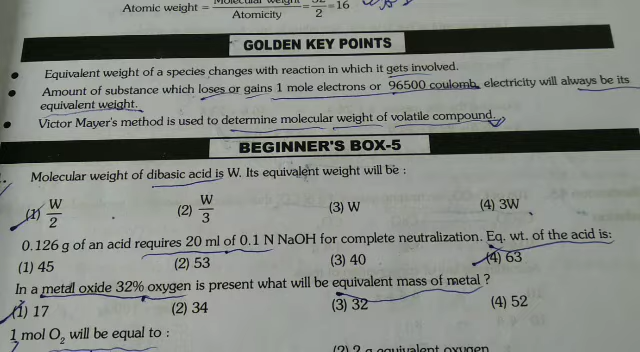 Atomic weight = Molecular weight / Atomicity = 32/2 = 16
GOLDEN KEY POINTS
• Equivalent weight of a species changes with reaction in which it gets involved.
• Amount of substance which loses or gains 1 mole electrons or 96500 coulomb electricity will always be its
equivalent weight.
• Victor Mayer's method is used to determine molecular weight of volatile compound.
BEGINNER'S BOX-5
Molecular weight of dibasic acid is W. Its equivalent weight will be :
(1) W/2 (2) W/3 (3) W (4) 3W
0.126 g of an acid requires 20 ml of 0.1 N NaOH for complete neutralization. Eq. wt. of the acid is:
(1) 45 (2) 53 (3) 40 (4) 63
In a metal oxide 32% oxygen is present what will be equivalent mass of metal ?
(1) 17 (2) 34 (3) 32 (4) 52
1 mol O₂ will be equal to :
(2) 2 g equivalent oxygen